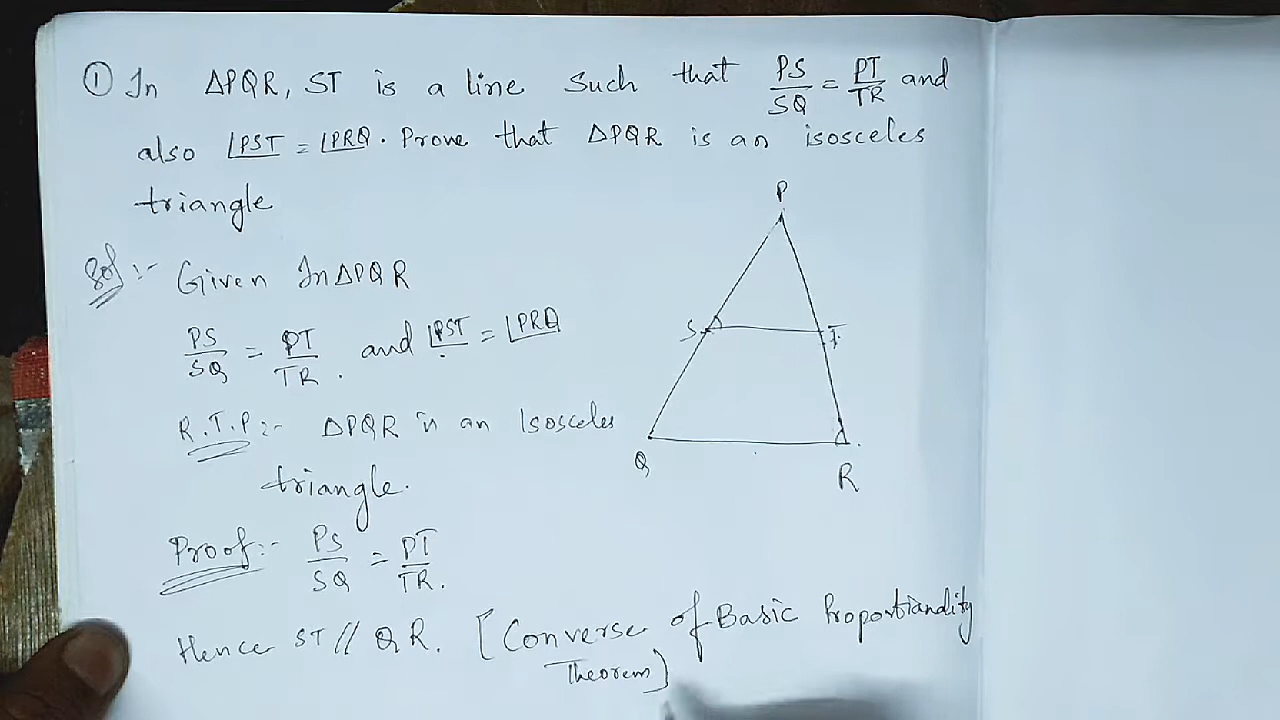 ① In ΔPQR, ST is a line such that PS/SQ = PT/TR and
also ∠PST = ∠PRQ. Prove that ΔPQR is an isosceles
triangle
Sol:- Given In ΔPQR
PS/SQ = PT/TR. and ∠PST = ∠PRQ
R.T.P:- ΔPQR is an Isosceles
triangle.
Proof:- PS/SQ = PT/TR.
Hence ST // QR. [Converse of Basic Proportianality
Theorem]
P
S T
Q R